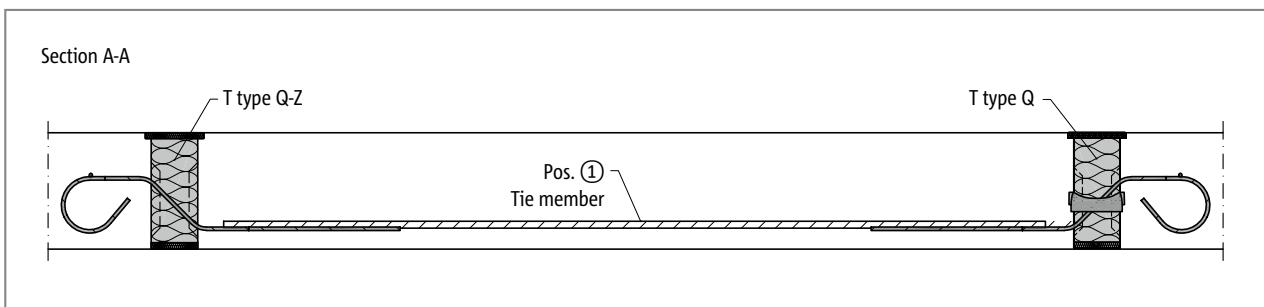 Section A-A
T type Q-Z
T type Q
Pos. ①
Tie member